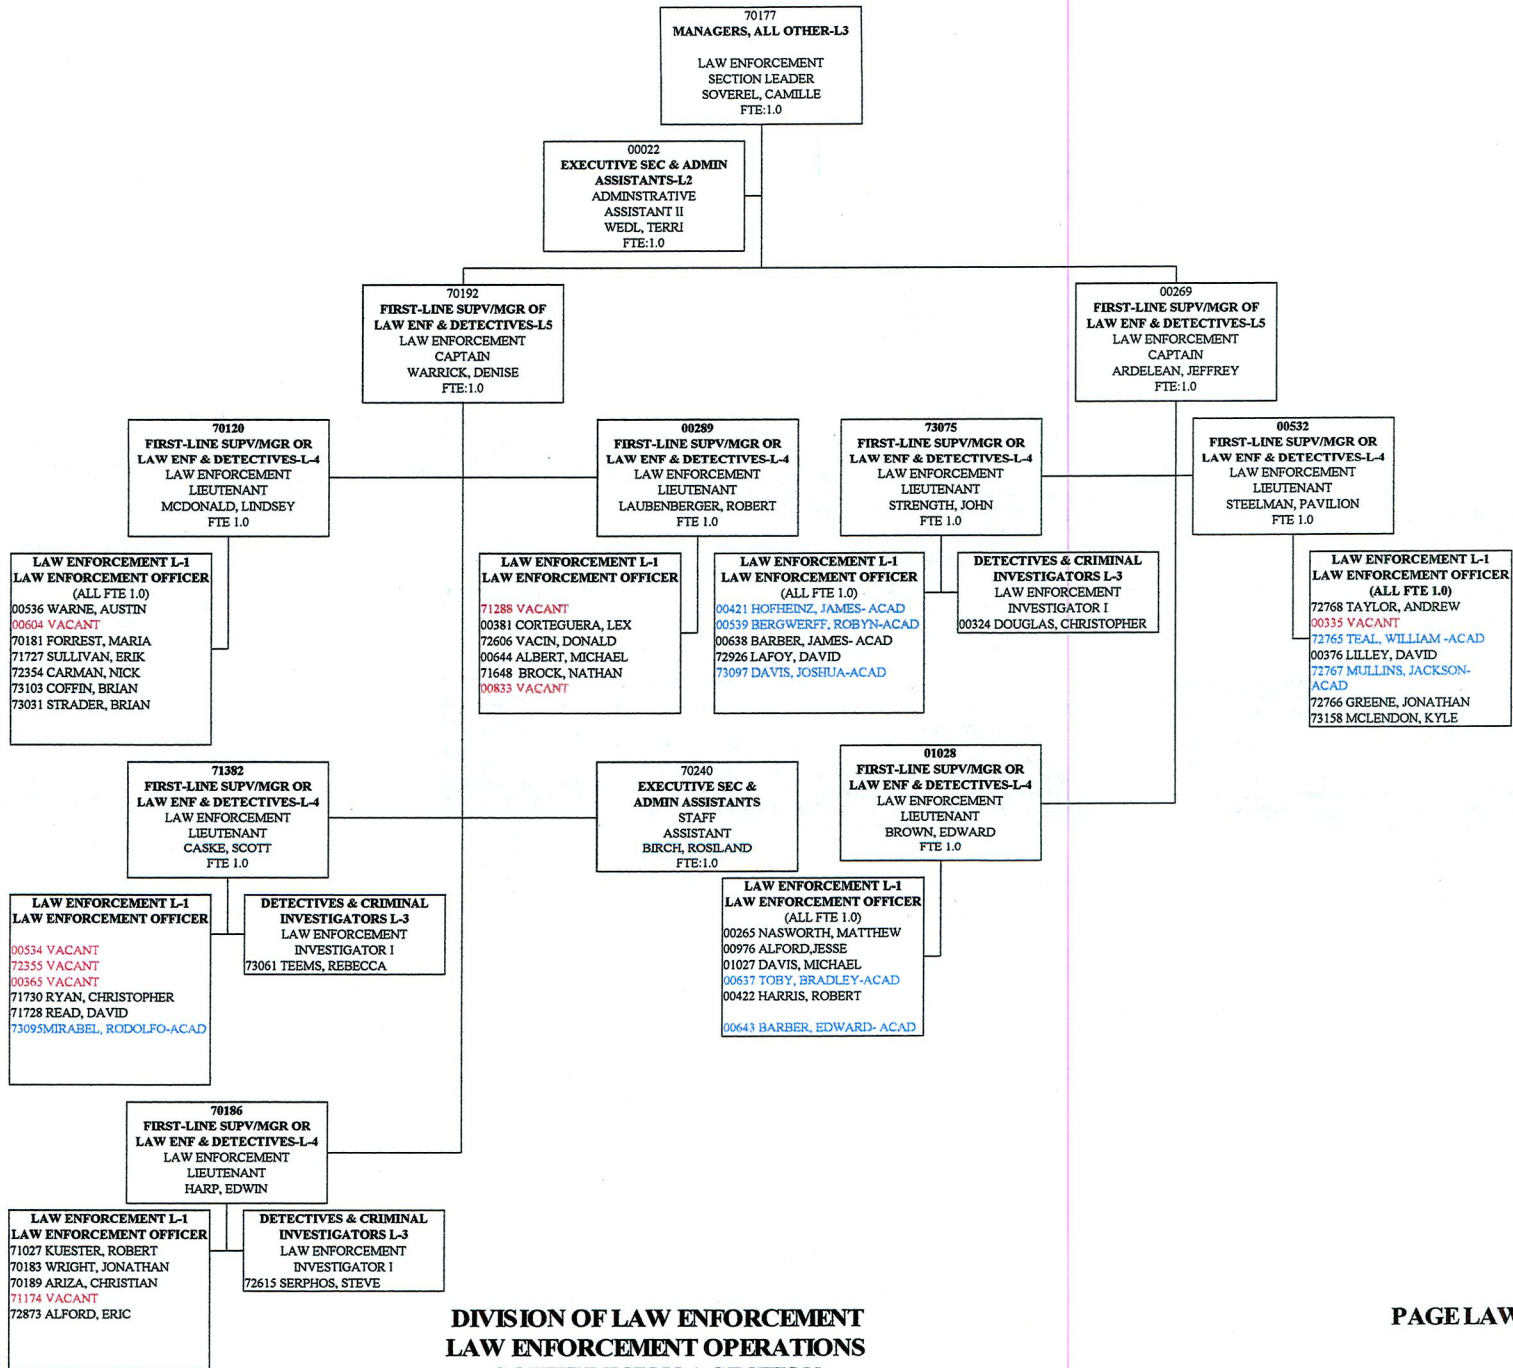 70177
MANAGERS, ALL OTHER-L3
LAW ENFORCEMENT
SECTION LEADER
SOVEREL, CAMILLE
FTE:1.0
00022
EXECUTIVE SEC & ADMIN
ASSISTANTS-L2
ADMINSTRATIVE
ASSISTANT II
WEDL, TERRI
FTE:1.0
70192
FIRST-LINE SUPV/MGR OF
LAW ENF & DETECTIVES-L5
LAW ENFORCEMENT
CAPTAIN
WARRICK, DENISE
FTE:1.0
00269
FIRST-LINE SUPV/MGR OF
LAW ENF & DETECTIVES-L5
LAW ENFORCEMENT
CAPTAIN
ARDELEAN, JEFFREY
FTE:1.0
70120
FIRST-LINE SUPV/MGR OR
LAW ENF & DETECTIVES-L-4
LAW ENFORCEMENT
LIEUTENANT
MCDONALD, LINDSEY
FTE 1.0
00289
FIRST-LINE SUPV/MGR OR
LAW ENF & DETECTIVES-L-4
LAW ENFORCEMENT
LIEUTENANT
LAUBENBERGER, ROBERT
FTE 1.0
73075
FIRST-LINE SUPV/MGR OR
LAW ENF & DETECTIVES-L-4
LAW ENFORCEMENT
LIEUTENANT
STRENGTH, JOHN
FTE 1.0
00532
FIRST-LINE SUPV/MGR OR
LAW ENF & DETECTIVES-L-4
LAW ENFORCEMENT
LIEUTENANT
STEELMAN, PAVILION
FTE 1.0
LAW ENFORCEMENT L-1
LAW ENFORCEMENT OFFICER
(ALL FTE 1.0)
00536 WARNE, AUSTIN
00604 VACANT
70181 FORREST, MARIA
71727 SULLIVAN, ERIK
72354 CARMAN, NICK
73103 COFFIN, BRIAN
73031 STRADER, BRIAN
LAW ENFORCEMENT L-1
LAW ENFORCEMENT OFFICER
71288 VACANT
00381 CORTEGUERA, LEX
72606 VACIN, DONALD
00644 ALBERT, MICHAEL
71648 BROCK, NATHAN
00833 VACANT
LAW ENFORCEMENT L-1
LAW ENFORCEMENT OFFICER
(ALL FTE 1.0)
00421 HOFHEINZ, JAMES- ACAD
00539 BERGWERFF, ROBYN-ACAD
00638 BARBER, JAMES- ACAD
72926 LAFOY, DAVID
73097 DAVIS, JOSHUA-ACAD
DETECTIVES & CRIMINAL
INVESTIGATORS L-3
LAW ENFORCEMENT
INVESTIGATOR I
00324 DOUGLAS, CHRISTOPHER
LAW ENFORCEMENT L-1
LAW ENFORCEMENT OFFICER
(ALL FTE 1.0)
72768 TAYLOR, ANDREW
00335 VACANT
72765 TEAL, WILLIAM -ACAD
00376 LILLEY, DAVID
72767 MULLINS, JACKSON-
ACAD
72766 GREENE, JONATHAN
73158 MCLENDON, KYLE
71382
FIRST-LINE SUPV/MGR OR
LAW ENF & DETECTIVES-L-4
LAW ENFORCEMENT
LIEUTENANT
CASKE, SCOTT
FTE 1.0
70240
EXECUTIVE SEC &
ADMIN ASSISTANTS
STAFF
ASSISTANT
BIRCH, ROSILAND
FTE:1.0
01028
FIRST-LINE SUPV/MGR OR
LAW ENF & DETECTIVES-L-4
LAW ENFORCEMENT
LIEUTENANT
BROWN, EDWARD
FTE 1.0
LAW ENFORCEMENT L-1
LAW ENFORCEMENT OFFICER
00534 VACANT
72355 VACANT
00365 VACANT
71730 RYAN, CHRISTOPHER
71728 READ, DAVID
73095MIRABEL, RODOLFO-ACAD
DETECTIVES & CRIMINAL
INVESTIGATORS L-3
LAW ENFORCEMENT
INVESTIGATOR I
73061 TEEMS, REBECCA
LAW ENFORCEMENT L-1
LAW ENFORCEMENT OFFICER
(ALL FTE 1.0)
00265 NASWORTH, MATTHEW
00976 ALFORD,JESSE
01027 DAVIS, MICHAEL
00637 TOBY, BRADLEY-ACAD
00422 HARRIS, ROBERT
00643 BARBER, EDWARD- ACAD
70186
FIRST-LINE SUPV/MGR OR
LAW ENF & DETECTIVES-L-4
LAW ENFORCEMENT
LIEUTENANT
HARP, EDWIN
LAW ENFORCEMENT L-1
LAW ENFORCEMENT OFFICER
71027 KUESTER, ROBERT
70183 WRIGHT, JONATHAN
70189 ARIZA, CHRISTIAN
71174 VACANT
72873 ALFORD, ERIC
DETECTIVES & CRIMINAL
INVESTIGATORS L-3
LAW ENFORCEMENT
INVESTIGATOR I
72615 SERPHOS, STEVE
DIVISION OF LAW ENFORCEMENT
LAW ENFORCEMENT OPERATIONS
PAGE LAW